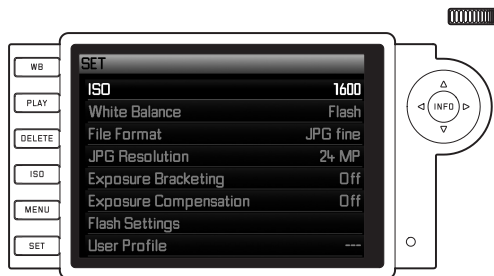 WB
PLAY
DELETE
ISO
MENU
SET
SET
ISO 1600
White Balance Flash
File Format JPG fine
JPG Resolution 24 MP
Exposure Bracketing Off
Exposure Compensation Off
Flash Settings
User Profile ---
INFO